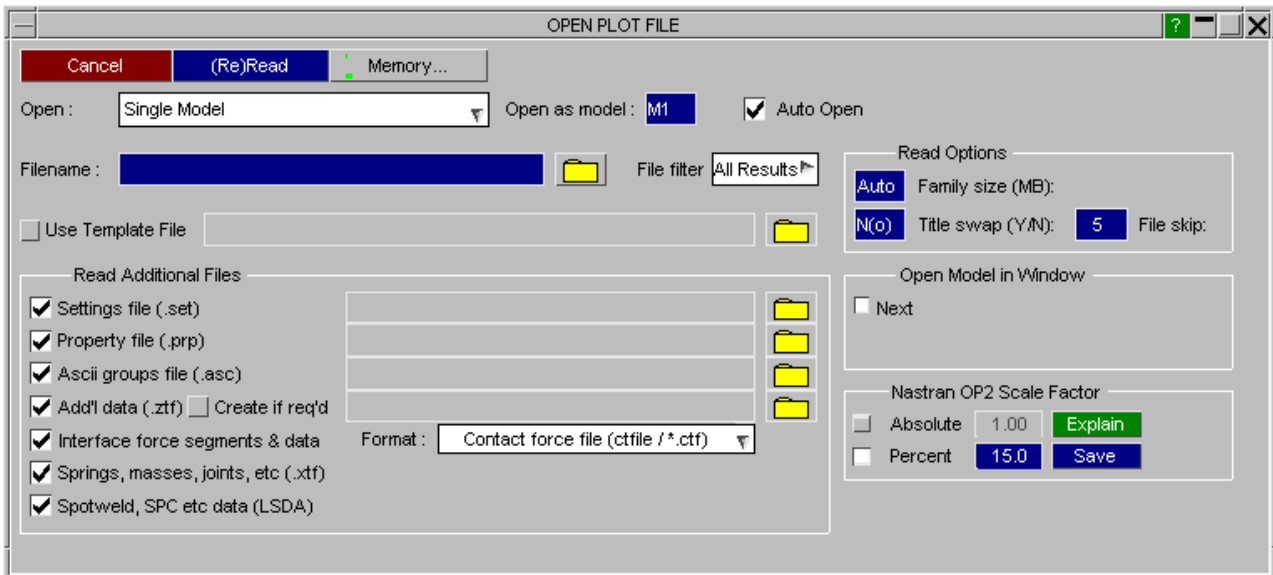 OPEN PLOT FILE ?
Cancel (Re)Read Memory...
Open : Single Model Open as model : M1 Auto Open
Filename : File filter All Results
Use Template File
Read Additional Files
Settings file (.set)
Property file (.prp)
Ascii groups file (.asc)
Add'l data (.ztf) Create if req'd
Interface force segments & data Format : Contact force file (ctfile / *.ctf)
Springs, masses, joints, etc (.xtf)
Spotweld, SPC etc data (LSDA)
Read Options
Auto Family size (MB):
N(o) Title swap (Y/N): 5 File skip:
Open Model in Window
Next
Nastran OP2 Scale Factor
Absolute 1.00 Explain
Percent 15.0 Save